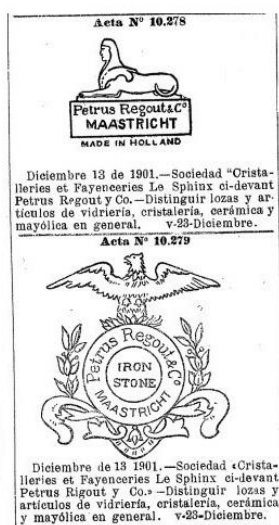 Acta Nº 10.278
Petrus Regout & Cº
MAASTRICHT
MADE IN HOLLAND
Diciembre 13 de 1901.—Sociedad "Crista-
lleries et Fayenceries Le Sphinx ci-devant
Petrus Regout y Co.—Distinguir lozas y ar-
tículos de vidriería, cristalería, cerámica y
mayólica en general. v-23-Diciembre.
Acta Nº 10.279
Petrus Regout & Cº
IRON
STONE
MAASTRICHT
Diciembre de 13 1901.—Sociedad «Crista-
lleries et Fayenceries Le Sphinx ci-devant
Petrus Rigout y Co.» —Distinguir lozas y
artículos de vidriería, cristalería, cerámica
y mayólica en general. v-23-Diciembre.